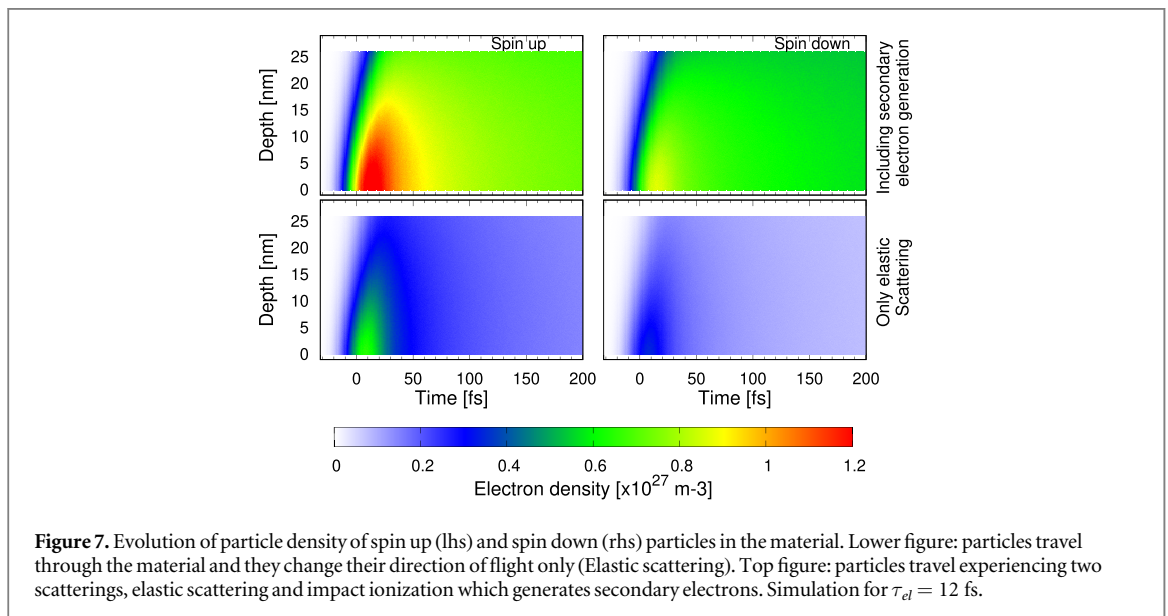 Spin up
Spin down
25
20
15
10
5
0
Depth [nm]
Including secondary
electron generation
25
20
15
10
5
0
Depth [nm]
Only elastic
Scattering
0 50 100 150 200
0 50 100 150 200
Time [fs]
Time [fs]
0 0.2 0.4 0.6 0.8 1 1.2
Electron density [x10^27 m-3]
Figure 7. Evolution of particle density of spin up (lhs) and spin down (rhs) particles in the material. Lower figure: particles travel
through the material and they change their direction of flight only (Elastic scattering). Top figure: particles travel experiencing two
scatterings, elastic scattering and impact ionization which generates secondary electrons. Simulation for τ_el = 12 fs.